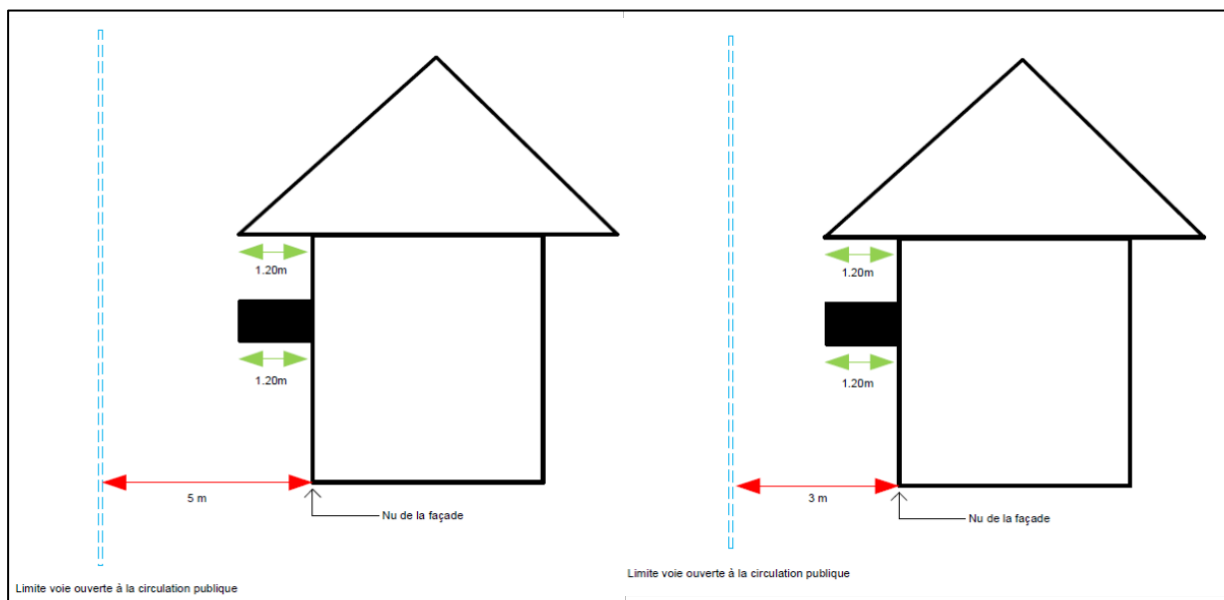 1.20m
1.20m
5 m
Nu de la façade
Limite voie ouverte à la circulation publique
1.20m
1.20m
3 m
Nu de la façade
Limite voie ouverte à la circulation publique